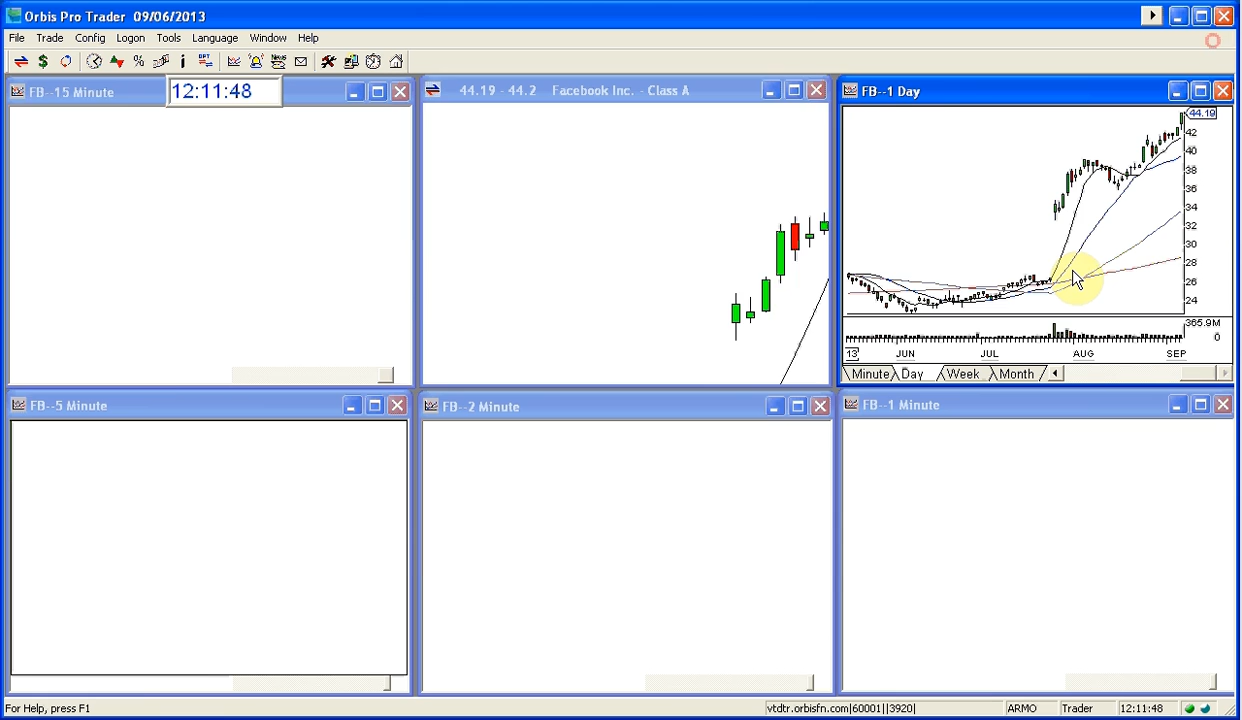 Orbis Pro Trader 09/06/2013
File Trade Config Logon Tools Language Window Help
FB--15 Minute
12:11:48
44.19 - 44.2 Facebook Inc. - Class A
FB--1 Day
44.19
42
40
38
36
34
32
30
28
26
24
365.9M
0
13 JUN JUL AUG SEP
Minute Day Week Month
FB--5 Minute
FB--2 Minute
FB--1 Minute
For Help, press F1
vtdtr.orbisfn.com|60001||3920|
ARMO
Trader
12:11:48